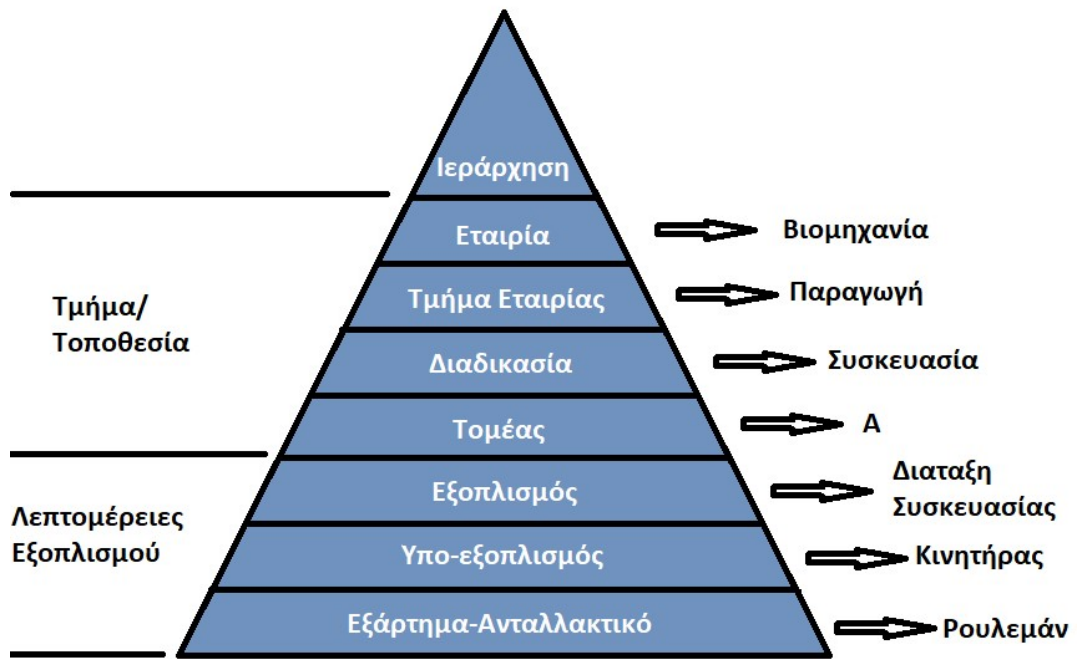 Ιεράρχηση
Εταιρία
Βιομηχανία
Τμήμα Εταιρίας
Παραγωγή
Τμήμα/
Τοποθεσία
Διαδικασία
Συσκευασία
Τομέας
Α
Εξοπλισμός
Διαταξη
Συσκευασίας
Λεπτομέρειες
Εξοπλισμού
Υπο-εξοπλισμός
Κινητήρας
Εξάρτημα-Ανταλλακτικό
Ρουλεμάν